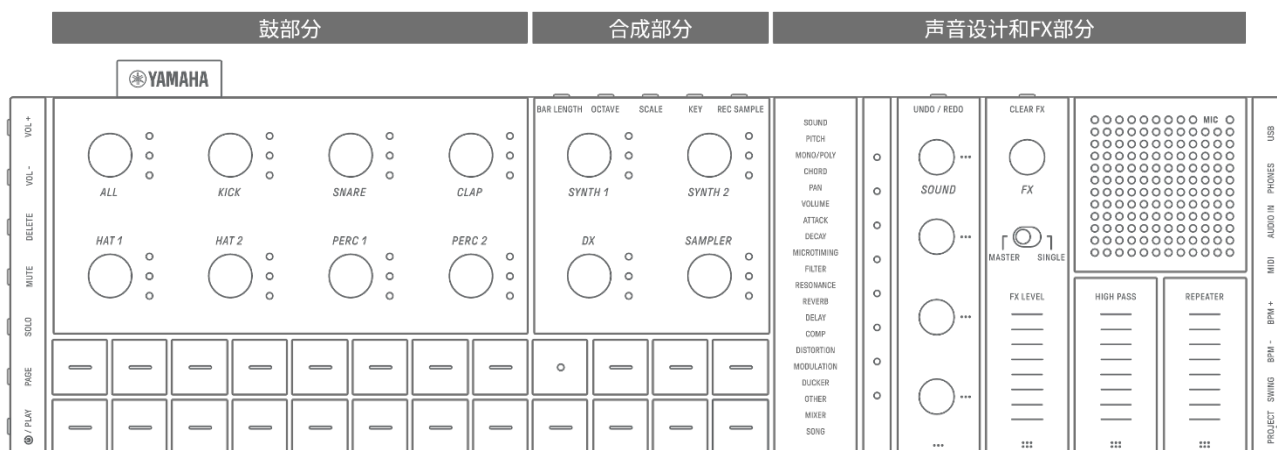 鼓部分
合成部分
声音设计和FX部分
YAMAHA
BAR LENGTH
OCTAVE
SCALE
KEY
REC SAMPLE
UNDO / REDO
CLEAR FX
MIC
VOL +
VOL -
DELETE
MUTE
SOLO
PAGE
/ PLAY
ALL
KICK
SNARE
CLAP
HAT 1
HAT 2
PERC 1
PERC 2
SYNTH 1
SYNTH 2
DX
SAMPLER
SOUND
PITCH
MONO/POLY
CHORD
PAN
VOLUME
ATTACK
DECAY
MICROTIMING
FILTER
RESONANCE
REVERB
DELAY
COMP
DISTORTION
MODULATION
DUCKER
OTHER
MIXER
SONG
SOUND
FX
MASTER
SINGLE
FX LEVEL
HIGH PASS
REPEATER
USB
PHONES
AUDIO IN
MIDI
BPM +
BPM -
SWING
PROJECT